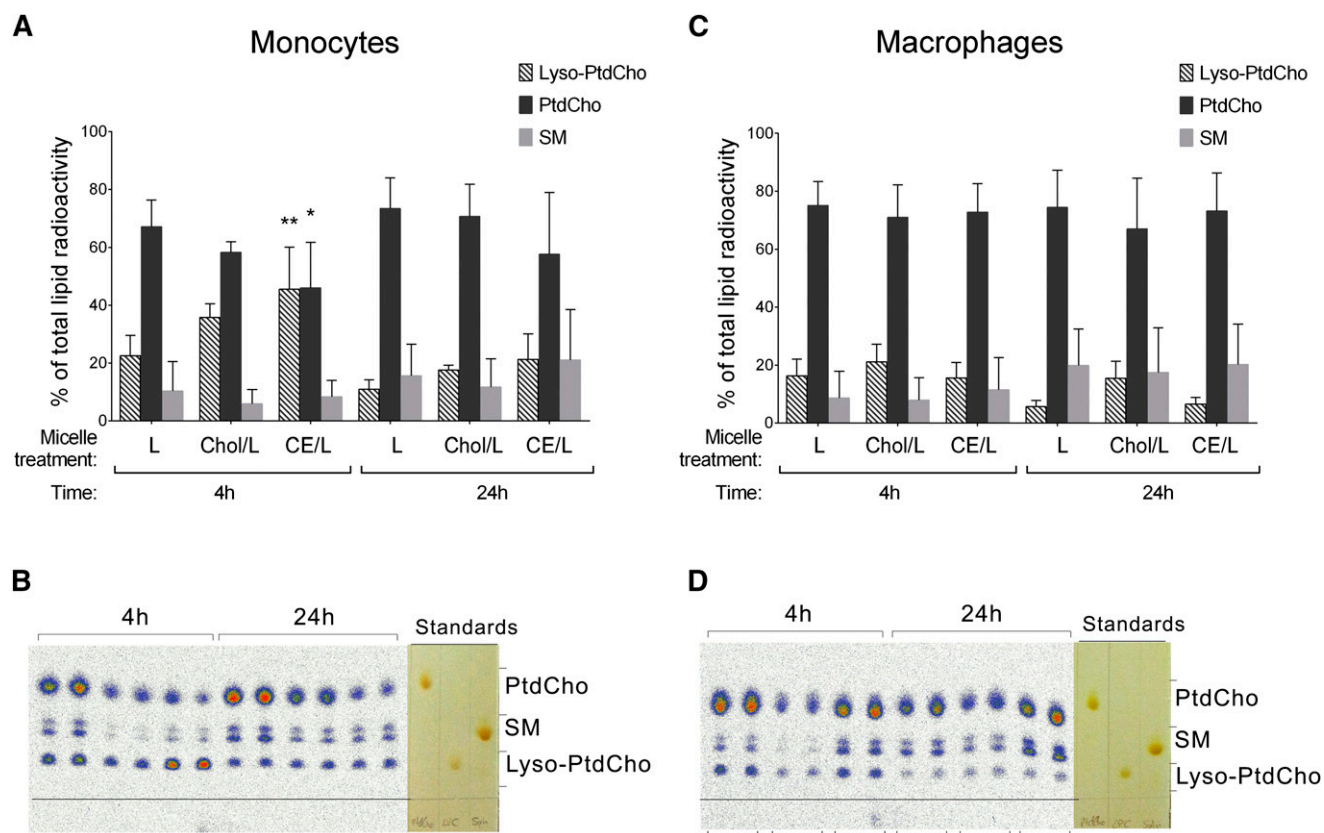 A
Monocytes
Lyso-PtdCho
PtdCho
SM
% of total lipid radioactivity
100
80
60
40
20
0
** *
Micelle treatment:
L Chol/L CE/L L Chol/L CE/L
Time:
4h 24h
C
Macrophages
Lyso-PtdCho
PtdCho
SM
% of total lipid radioactivity
100
80
60
40
20
0
Micelle treatment:
L Chol/L CE/L L Chol/L CE/L
Time:
4h 24h
B
4h 24h Standards
PtdCho
SM
Lyso-PtdCho
D
4h 24h Standards
PtdCho
SM
Lyso-PtdCho